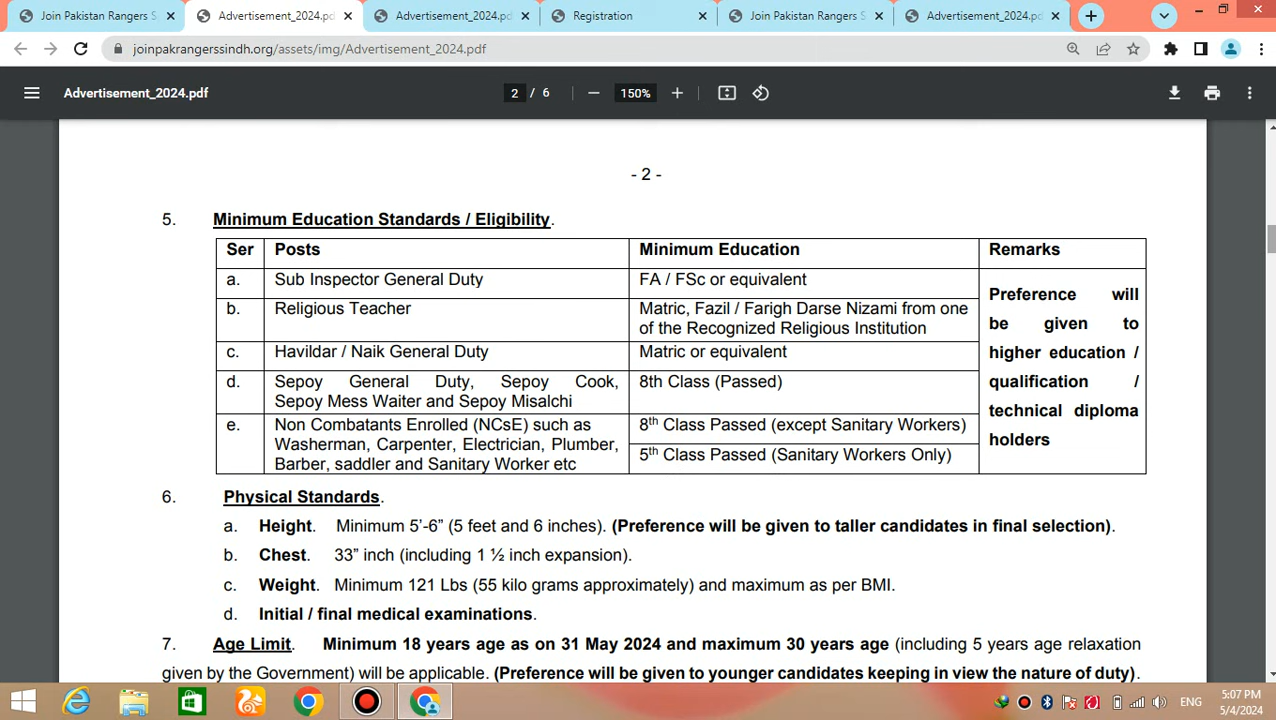 Join Pakistan Rangers S
Advertisement_2024.pd
Advertisement_2024.pd
Registration
Join Pakistan Rangers S
Advertisement_2024.pd
joinpakrangerssindh.org/assets/img/Advertisement_2024.pdf
Advertisement_2024.pdf
2 / 6
150%
- 2 -
5. Minimum Education Standards / Eligibility.
Ser Posts Minimum Education Remarks
a. Sub Inspector General Duty FA / FSc or equivalent
b. Religious Teacher Matric, Fazil / Farigh Darse Nizami from one
of the Recognized Religious Institution
c. Havildar / Naik General Duty Matric or equivalent
d. Sepoy General Duty, Sepoy Cook, 8th Class (Passed)
Sepoy Mess Waiter and Sepoy Misalchi
e. Non Combatants Enrolled (NCsE) such as 8th Class Passed (except Sanitary Workers)
Washerman, Carpenter, Electrician, Plumber,
Barber, saddler and Sanitary Worker etc 5th Class Passed (Sanitary Workers Only)
Preference will
be given to
higher education /
qualification /
technical diploma
holders
6. Physical Standards.
a. Height. Minimum 5'-6" (5 feet and 6 inches). (Preference will be given to taller candidates in final selection).
b. Chest. 33" inch (including 1 ½ inch expansion).
c. Weight. Minimum 121 Lbs (55 kilo grams approximately) and maximum as per BMI.
d. Initial / final medical examinations.
7. Age Limit. Minimum 18 years age as on 31 May 2024 and maximum 30 years age (including 5 years age relaxation
given by the Government) will be applicable. (Preference will be given to younger candidates keeping in view the nature of duty).
ENG
5:07 PM
5/4/2024